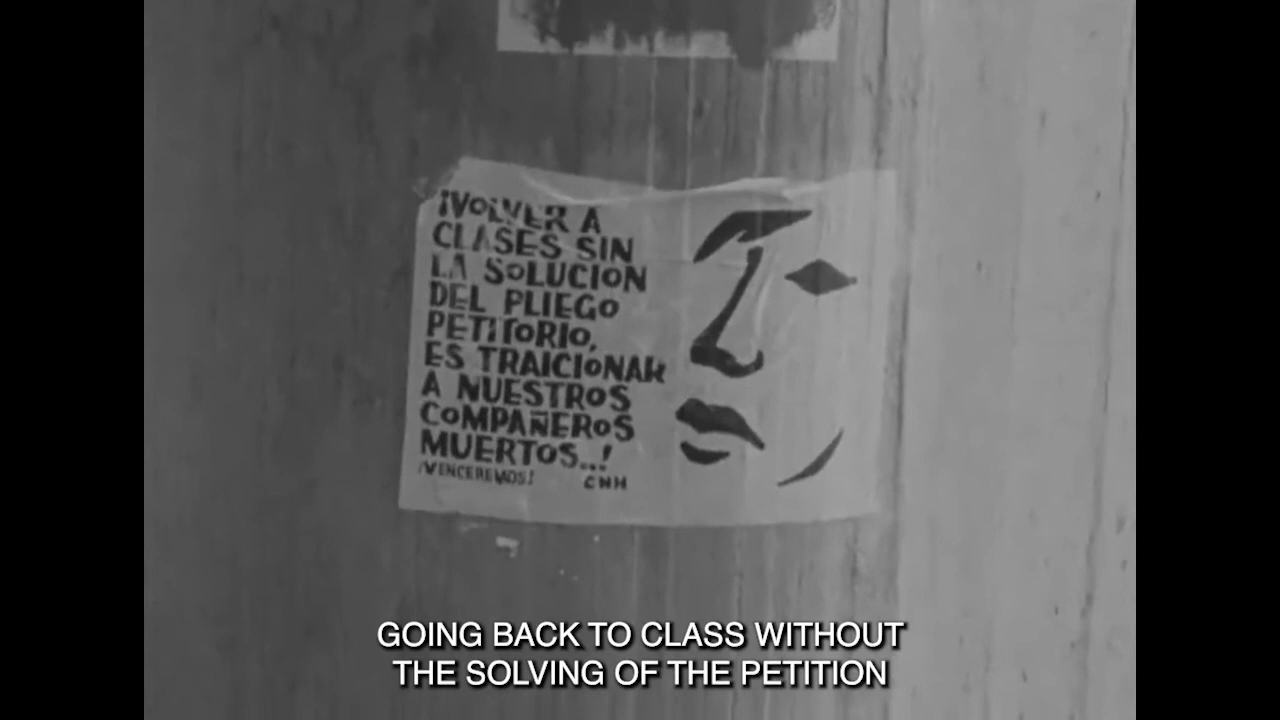 ¡VOLVER A
CLASES SIN
LA SOLUCION
DEL PLIEGO
PETITORIO,
ES TRAICIONAR
A NUESTROS
COMPAÑEROS
MUERTOS...!
¡VENCEREMOS! CNH
GOING BACK TO CLASS WITHOUT
THE SOLVING OF THE PETITION